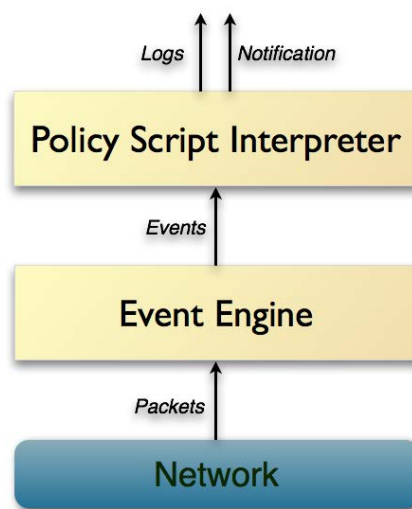 Logs Notification
Policy Script Interpreter
Events
Event Engine
Packets
Network